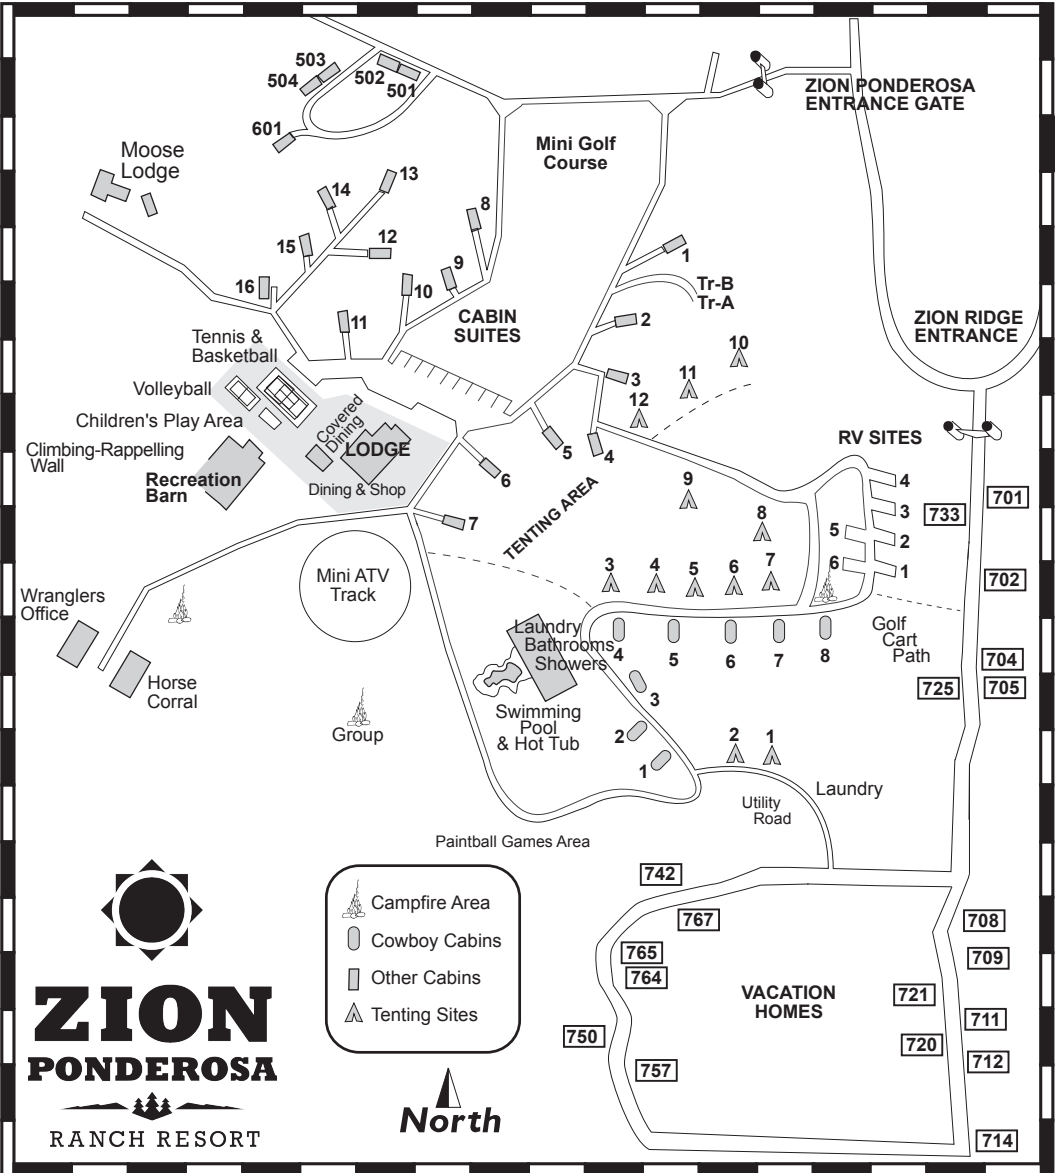 503
504
502
501
601
ZION PONDEROSA
ENTRANCE GATE
Mini Golf
Course
Moose
Lodge
13
14
8
15
12
9
16
10
11
1
Tr-B
Tr-A
2
CABIN
SUITES
ZION RIDGE
ENTRANCE
Tennis &
Basketball
10
11
3
12
Volleyball
Children's Play Area
Covered
Dining
LODGE
Climbing-Rappelling
Wall
Recreation
Barn
Dining & Shop
5
4
6
7
RV SITES
TENTING AREA
9
8
4
3
5
2
6
1
733
701
702
Mini ATV
Track
3
4
5
6
7
Wranglers
Office
Laundry
Bathrooms
Showers
4
5
6
7
8
Golf
Cart
Path
704
725
705
Horse
Corral
3
Swimming
Pool
& Hot Tub
Group
2
1
2
1
Laundry
Utility
Road
Paintball Games Area
742
767
708
765
764
709
VACATION
HOMES
721
711
750
720
712
757
714
Campfire Area
Cowboy Cabins
Other Cabins
Tenting Sites
North
ZION
PONDEROSA
RANCH RESORT